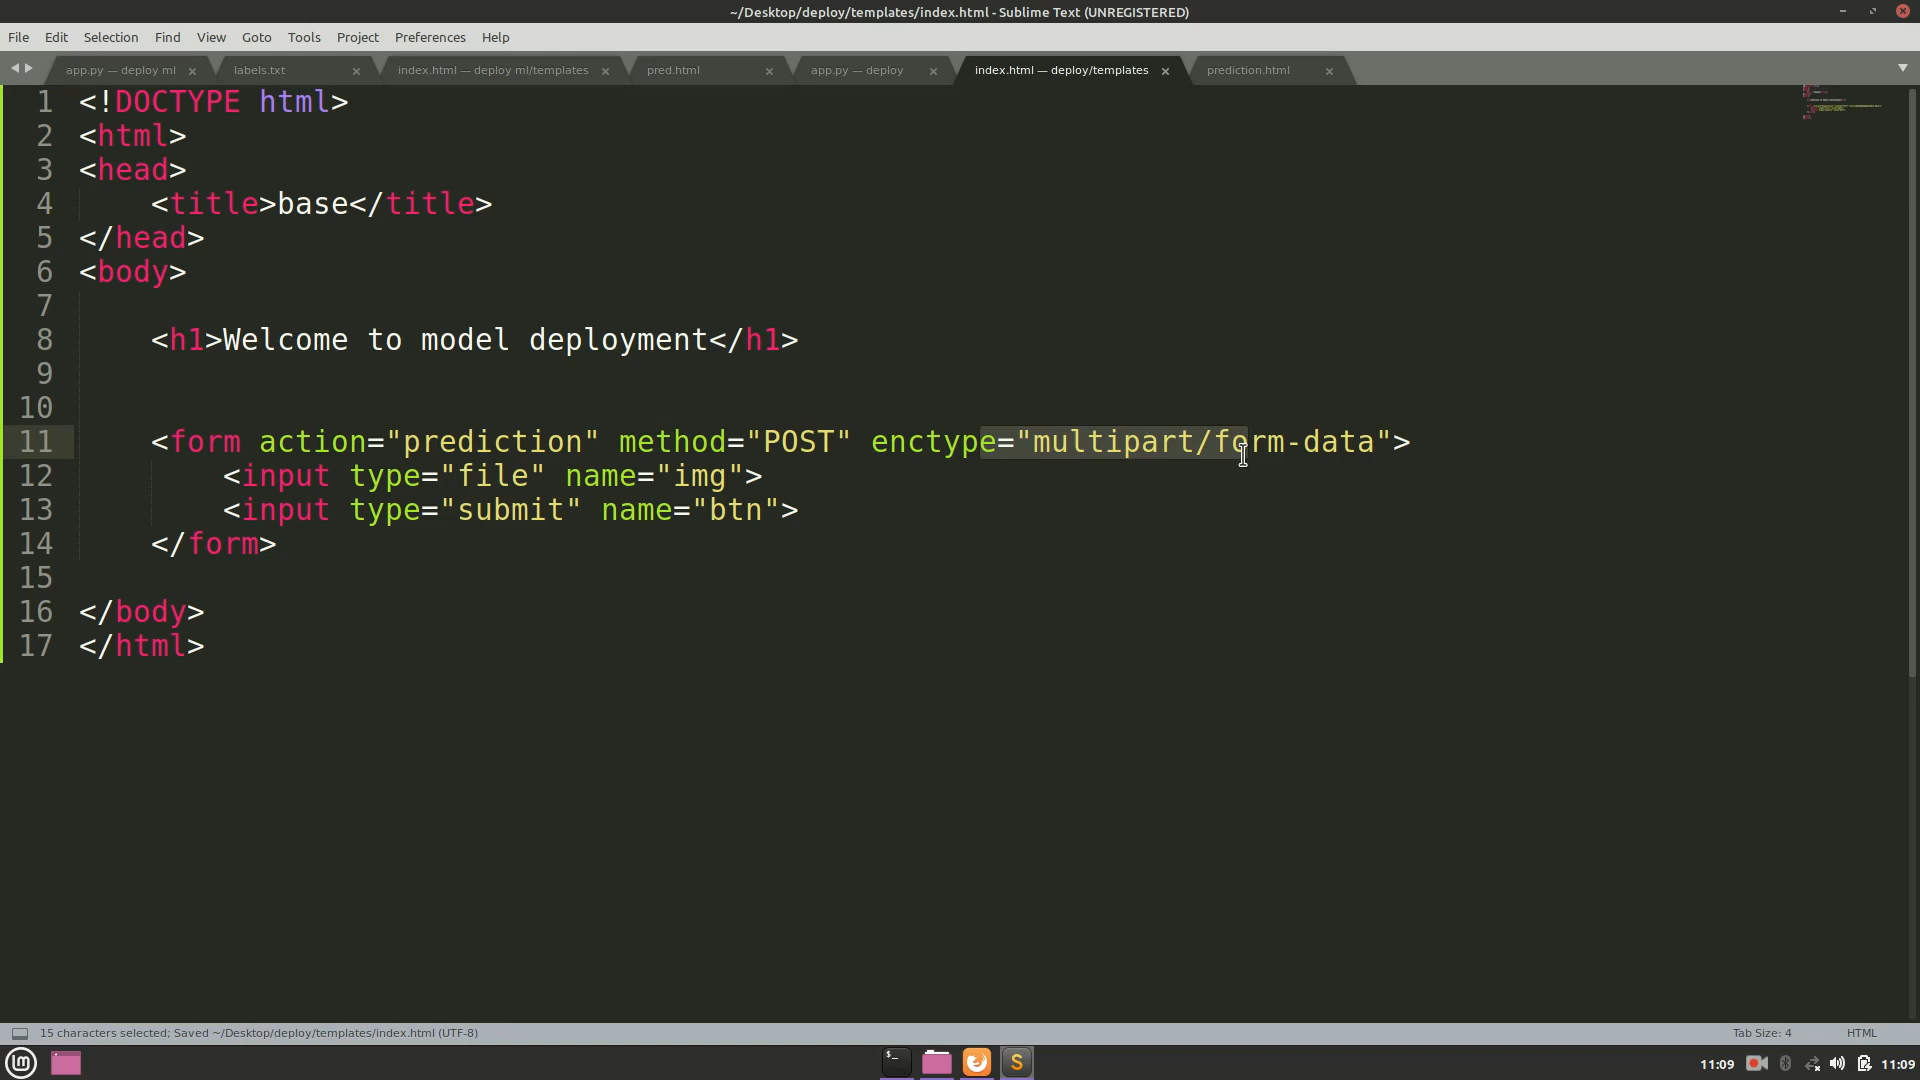 ~/Desktop/deploy/templates/index.html - Sublime Text (UNREGISTERED)
File Edit Selection Find View Goto Tools Project Preferences Help
app.py — deploy ml labels.txt index.html — deploy ml/templates pred.html app.py — deploy index.html — deploy/templates prediction.html
1 <!DOCTYPE html>
2 <html>
3 <head>
4 <title>base</title>
5 </head>
6 <body>
7
8 <h1>Welcome to model deployment</h1>
9
10
11 <form action="prediction" method="POST" enctype="multipart/form-data">
12 <input type="file" name="img">
13 <input type="submit" name="btn">
14 </form>
15
16 </body>
17 </html>
15 characters selected; Saved ~/Desktop/deploy/templates/index.html (UTF-8) Tab Size: 4 HTML
11:09 11:09